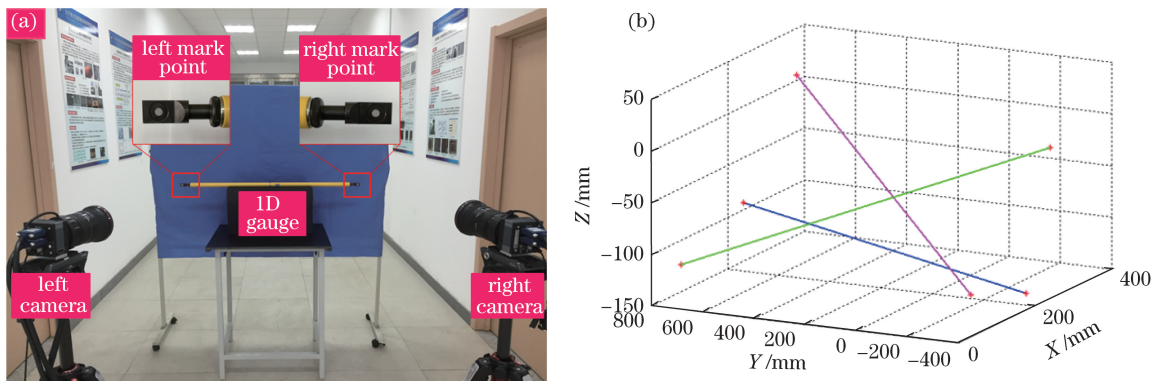 (a)
left mark
point
right mark
point
1D
gauge
left
camera
right
camera
(b)
50
0
−50
−100
−150
Z /mm
800
600
400
200
0
−200
−400
Y /mm
0
200
400
X /mm